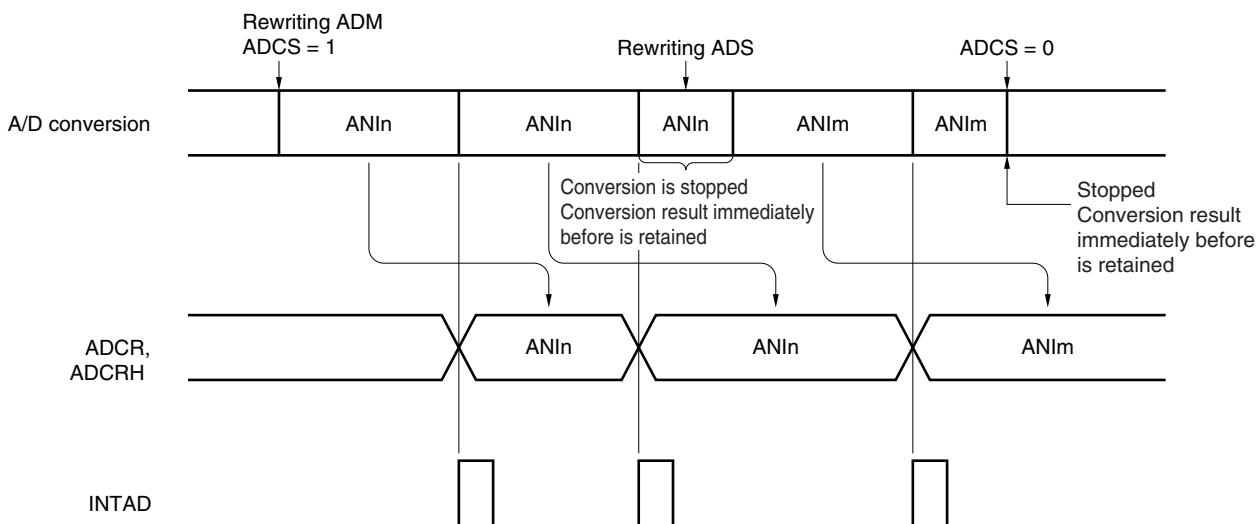 Rewriting ADM
ADCS = 1
Rewriting ADS
ADCS = 0
A/D conversion
ANIn
ANIn
ANIn
ANIm
ANIm
Conversion is stopped
Conversion result immediately
before is retained
Stopped
Conversion result
immediately before
is retained
ADCR,
ADCRH
ANIn
ANIn
ANIm
INTAD